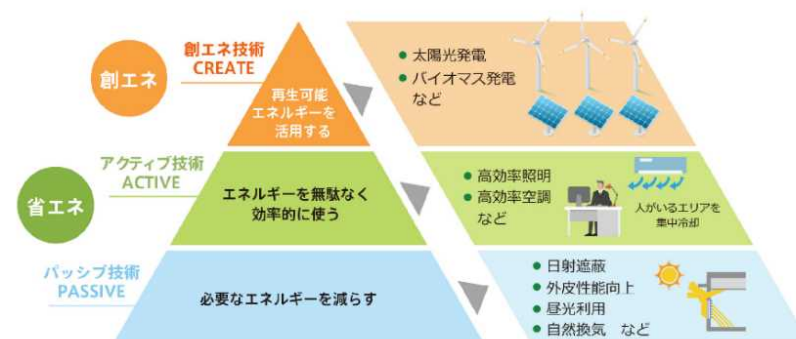 創エネ
創エネ技術
CREATE
再生可能
エネルギーを
活用する
● 太陽光発電
● バイオマス発電
など
省エネ
アクティブ技術
ACTIVE
エネルギーを無駄なく
効率的に使う
● 高効率照明
● 高効率空調
など
人がいるエリアを
集中冷却
パッシブ技術
PASSIVE
必要なエネルギーを減らす
● 日射遮蔽
● 外皮性能向上
● 昼光利用
● 自然換気 など